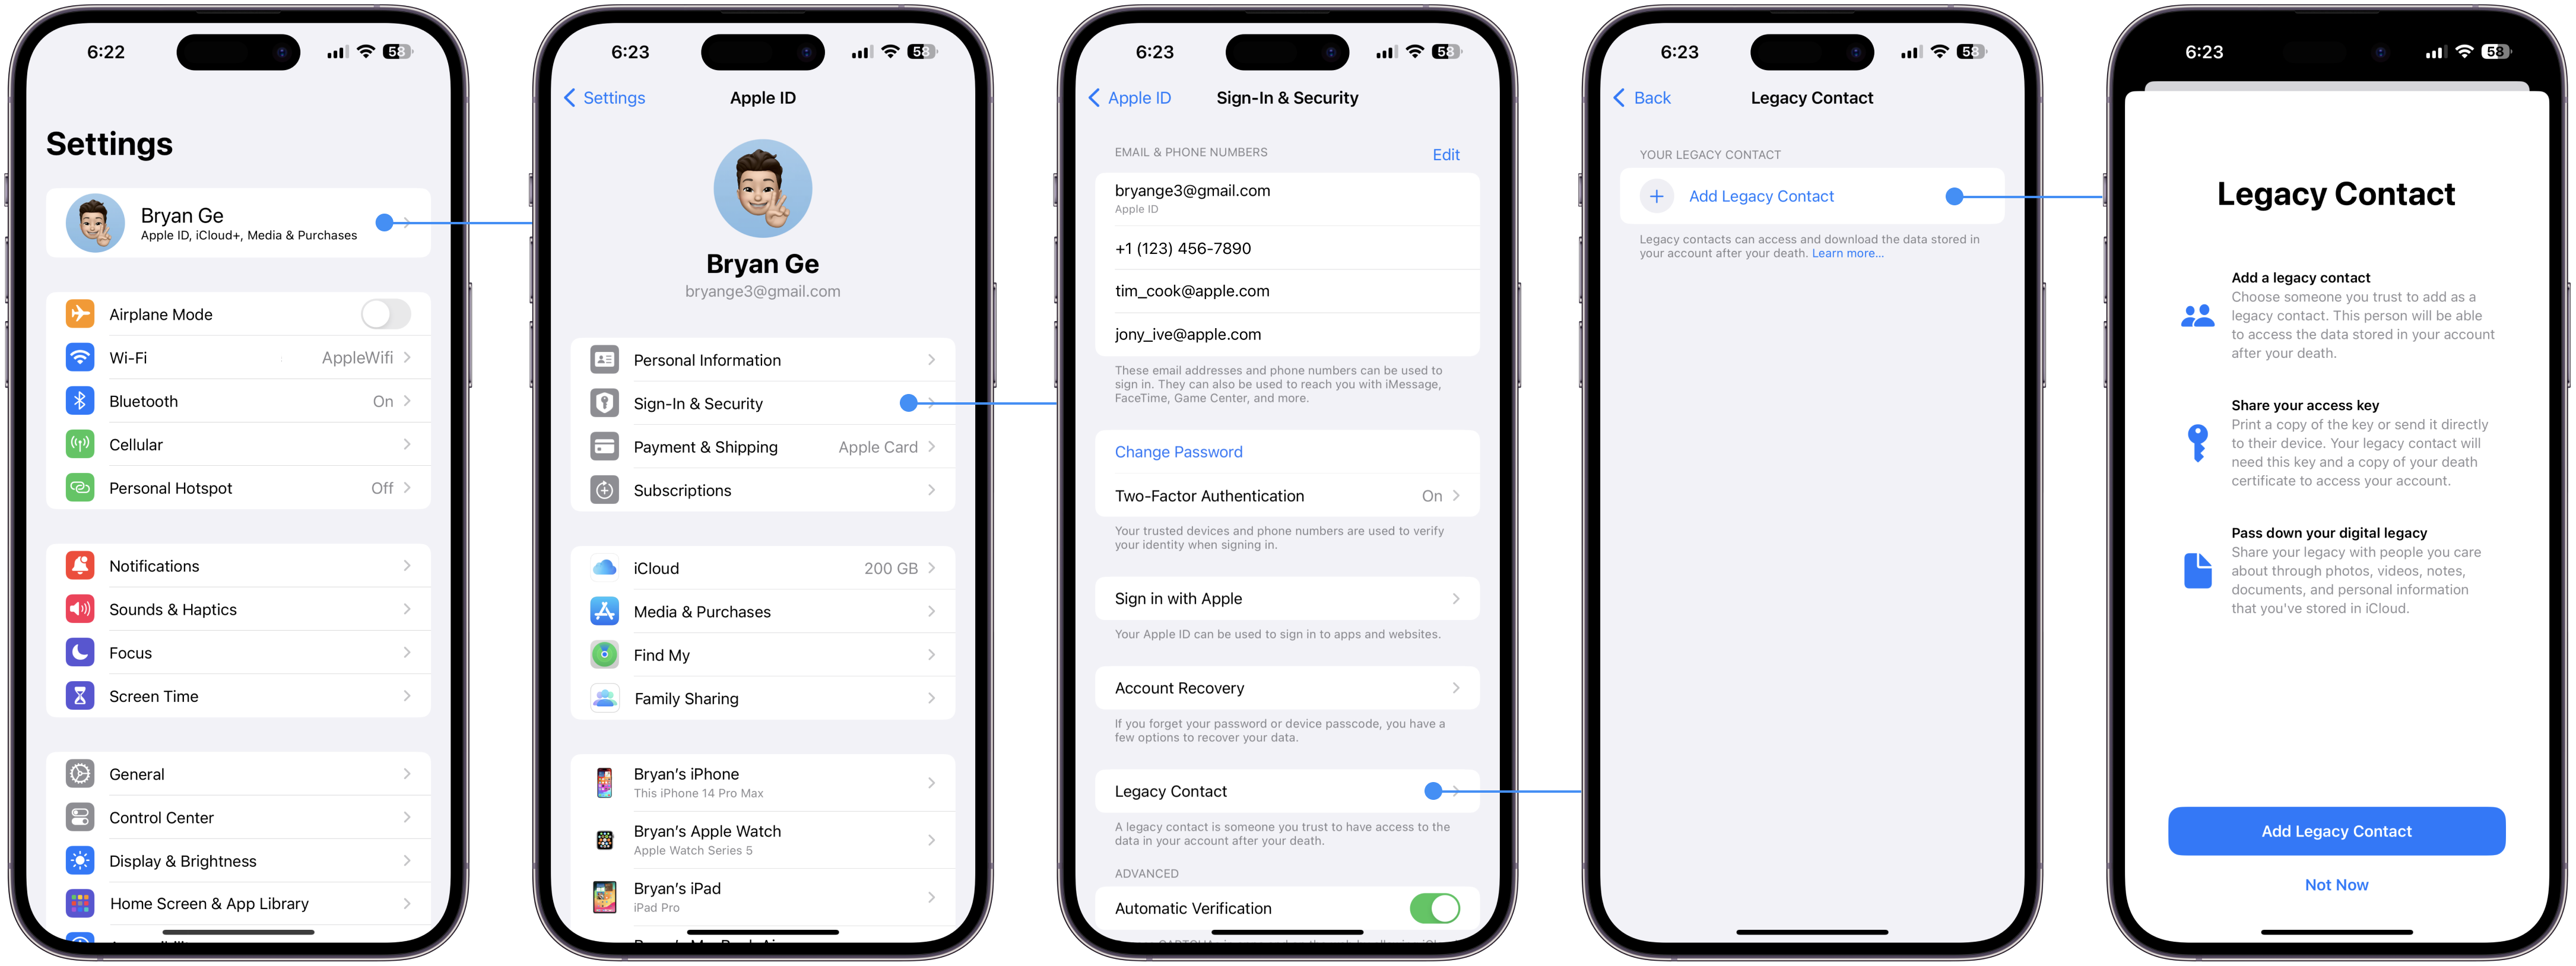 6:22
58
Settings
Bryan Ge
Apple ID, iCloud+, Media & Purchases
Airplane Mode
Wi-Fi AppleWifi
Bluetooth On
Cellular
Personal Hotspot Off
Notifications
Sounds & Haptics
Focus
Screen Time
General
Control Center
Display & Brightness
Home Screen & App Library
6:23
58
Settings
Apple ID
Bryan Ge
bryange3@gmail.com
Personal Information
Sign-In & Security
Payment & Shipping Apple Card
Subscriptions
iCloud 200 GB
Media & Purchases
Find My
Family Sharing
Bryan's iPhone
This iPhone 14 Pro Max
Bryan's Apple Watch
Apple Watch Series 5
Bryan's iPad
iPad Pro
6:23
58
Apple ID
Sign-In & Security
EMAIL & PHONE NUMBERS Edit
bryange3@gmail.com
Apple ID
+1 (123) 456-7890
tim_cook@apple.com
jony_ive@apple.com
These email addresses and phone numbers can be used to
sign in. They can also be used to reach you with iMessage,
FaceTime, Game Center, and more.
Change Password
Two-Factor Authentication On
Your trusted devices and phone numbers are used to verify
your identity when signing in.
Sign in with Apple
Your Apple ID can be used to sign in to apps and websites.
Account Recovery
If you forget your password or device passcode, you have a
few options to recover your data.
Legacy Contact
A legacy contact is someone you trust to have access to the
data in your account after your death.
ADVANCED
Automatic Verification
6:23
58
Back
Legacy Contact
YOUR LEGACY CONTACT
Add Legacy Contact
Legacy contacts can access and download the data stored in
your account after your death. Learn more...
6:23
58
Legacy Contact
Add a legacy contact
Choose someone you trust to add as a
legacy contact. This person will be able
to access the data stored in your account
after your death.
Share your access key
Print a copy of the key or send it directly
to their device. Your legacy contact will
need this key and a copy of your death
certificate to access your account.
Pass down your digital legacy
Share your legacy with people you care
about through photos, videos, notes,
documents, and personal information
that you've stored in iCloud.
Add Legacy Contact
Not Now